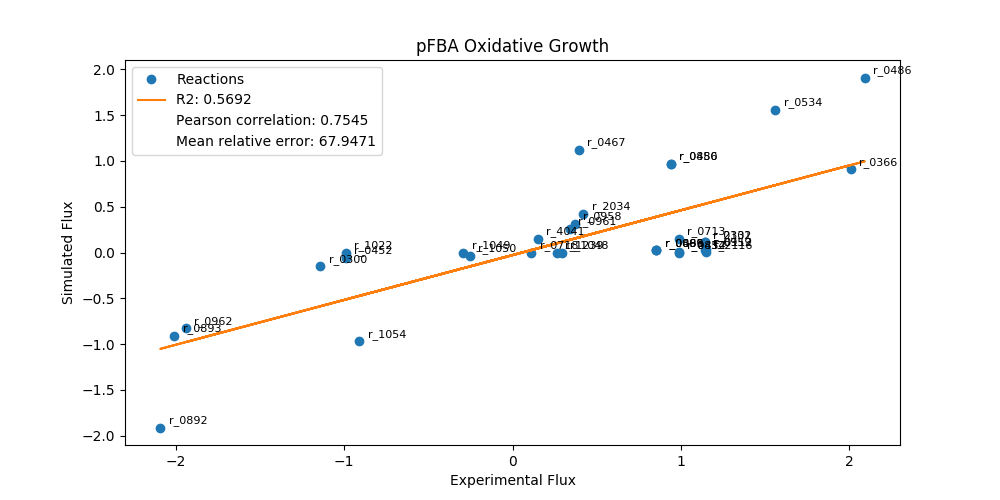 pFBA Oxidative Growth
Reactions
R2: 0.5692
Pearson correlation: 0.7545
Mean relative error: 67.9471
2.0
1.5
1.0
0.5
0.0
−0.5
−1.0
−1.5
−2.0
Simulated Flux
r_0486
r_0534
r_0467
r_0366
r_2034
r_0958
r_0961
r_4041
r_0713
r_1022
r_0452
r_0300
r_1049
r_1050
r_2116
r_0962
r_0893
r_1054
r_0892
−2
−1
0
1
2
Experimental Flux